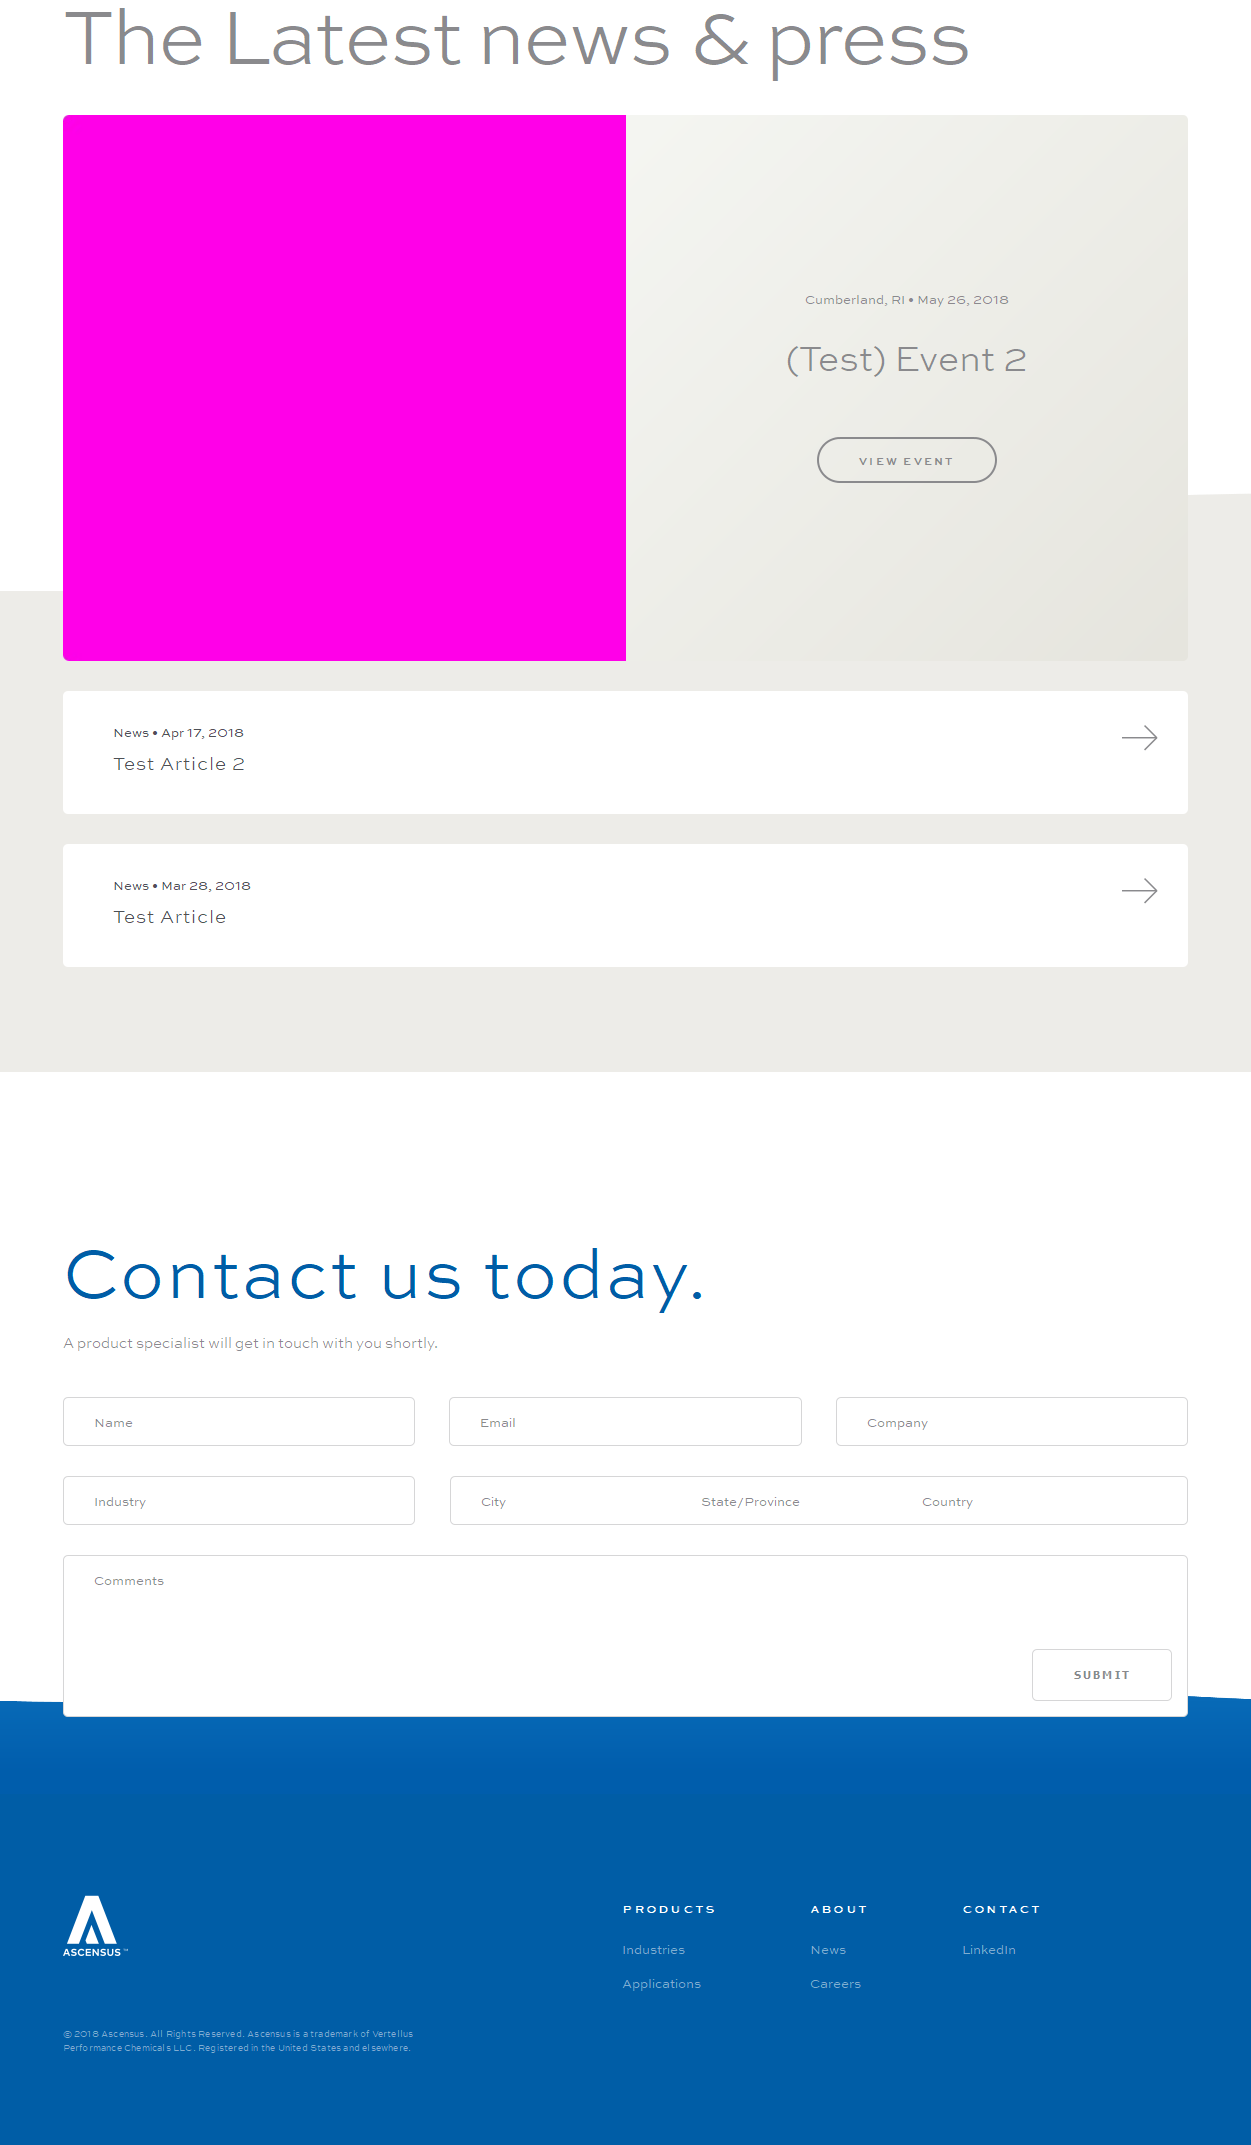 The Latest news & press
Cumberland, RI • May 26, 2018
(Test) Event 2
VIEW EVENT
News • Apr 17, 2018
Test Article 2
News • Mar 28, 2018
Test Article
Contact us today.
A product specialist will get in touch with you shortly.
Name
Email
Company
Industry
City
State/Province
Country
Comments
SUBMIT
ASCENSUS™
PRODUCTS
Industries
Applications
ABOUT
News
Careers
CONTACT
LinkedIn
© 2018 Ascensus. All Rights Reserved. Ascensus is a trademark of Vertellus
Performance Chemicals LLC. Registered in the United States and elsewhere.